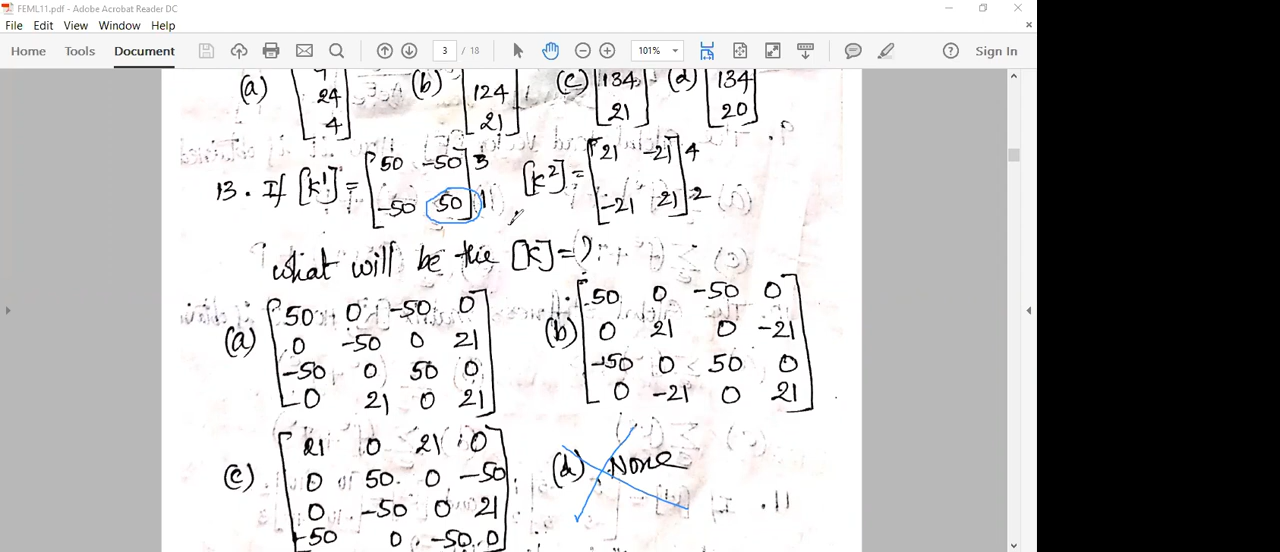 FEML11.pdf - Adobe Acrobat Reader DC
File Edit View Window Help
Home Tools Document 3 / 18 101% Sign In
(a) 24 4 (b) 124 21 (c) 134 21 (d) 134 20
13. If [K¹] = [50 -50] 3 [K²] = [21 -21] 4
[-50 50] 1 [-21 21] 2
what will be the [K] = ?
(a) 50 0 -50 0
0 -50 0 21
-50 0 50 0
0 21 0 21
(b) 50 0 -50 0
0 21 0 -21
-50 0 50 0
0 -21 0 21
(c) 21 0 21 0
0 50 0 -50
0 -50 0 21
-50 0 -50 0
(d) None